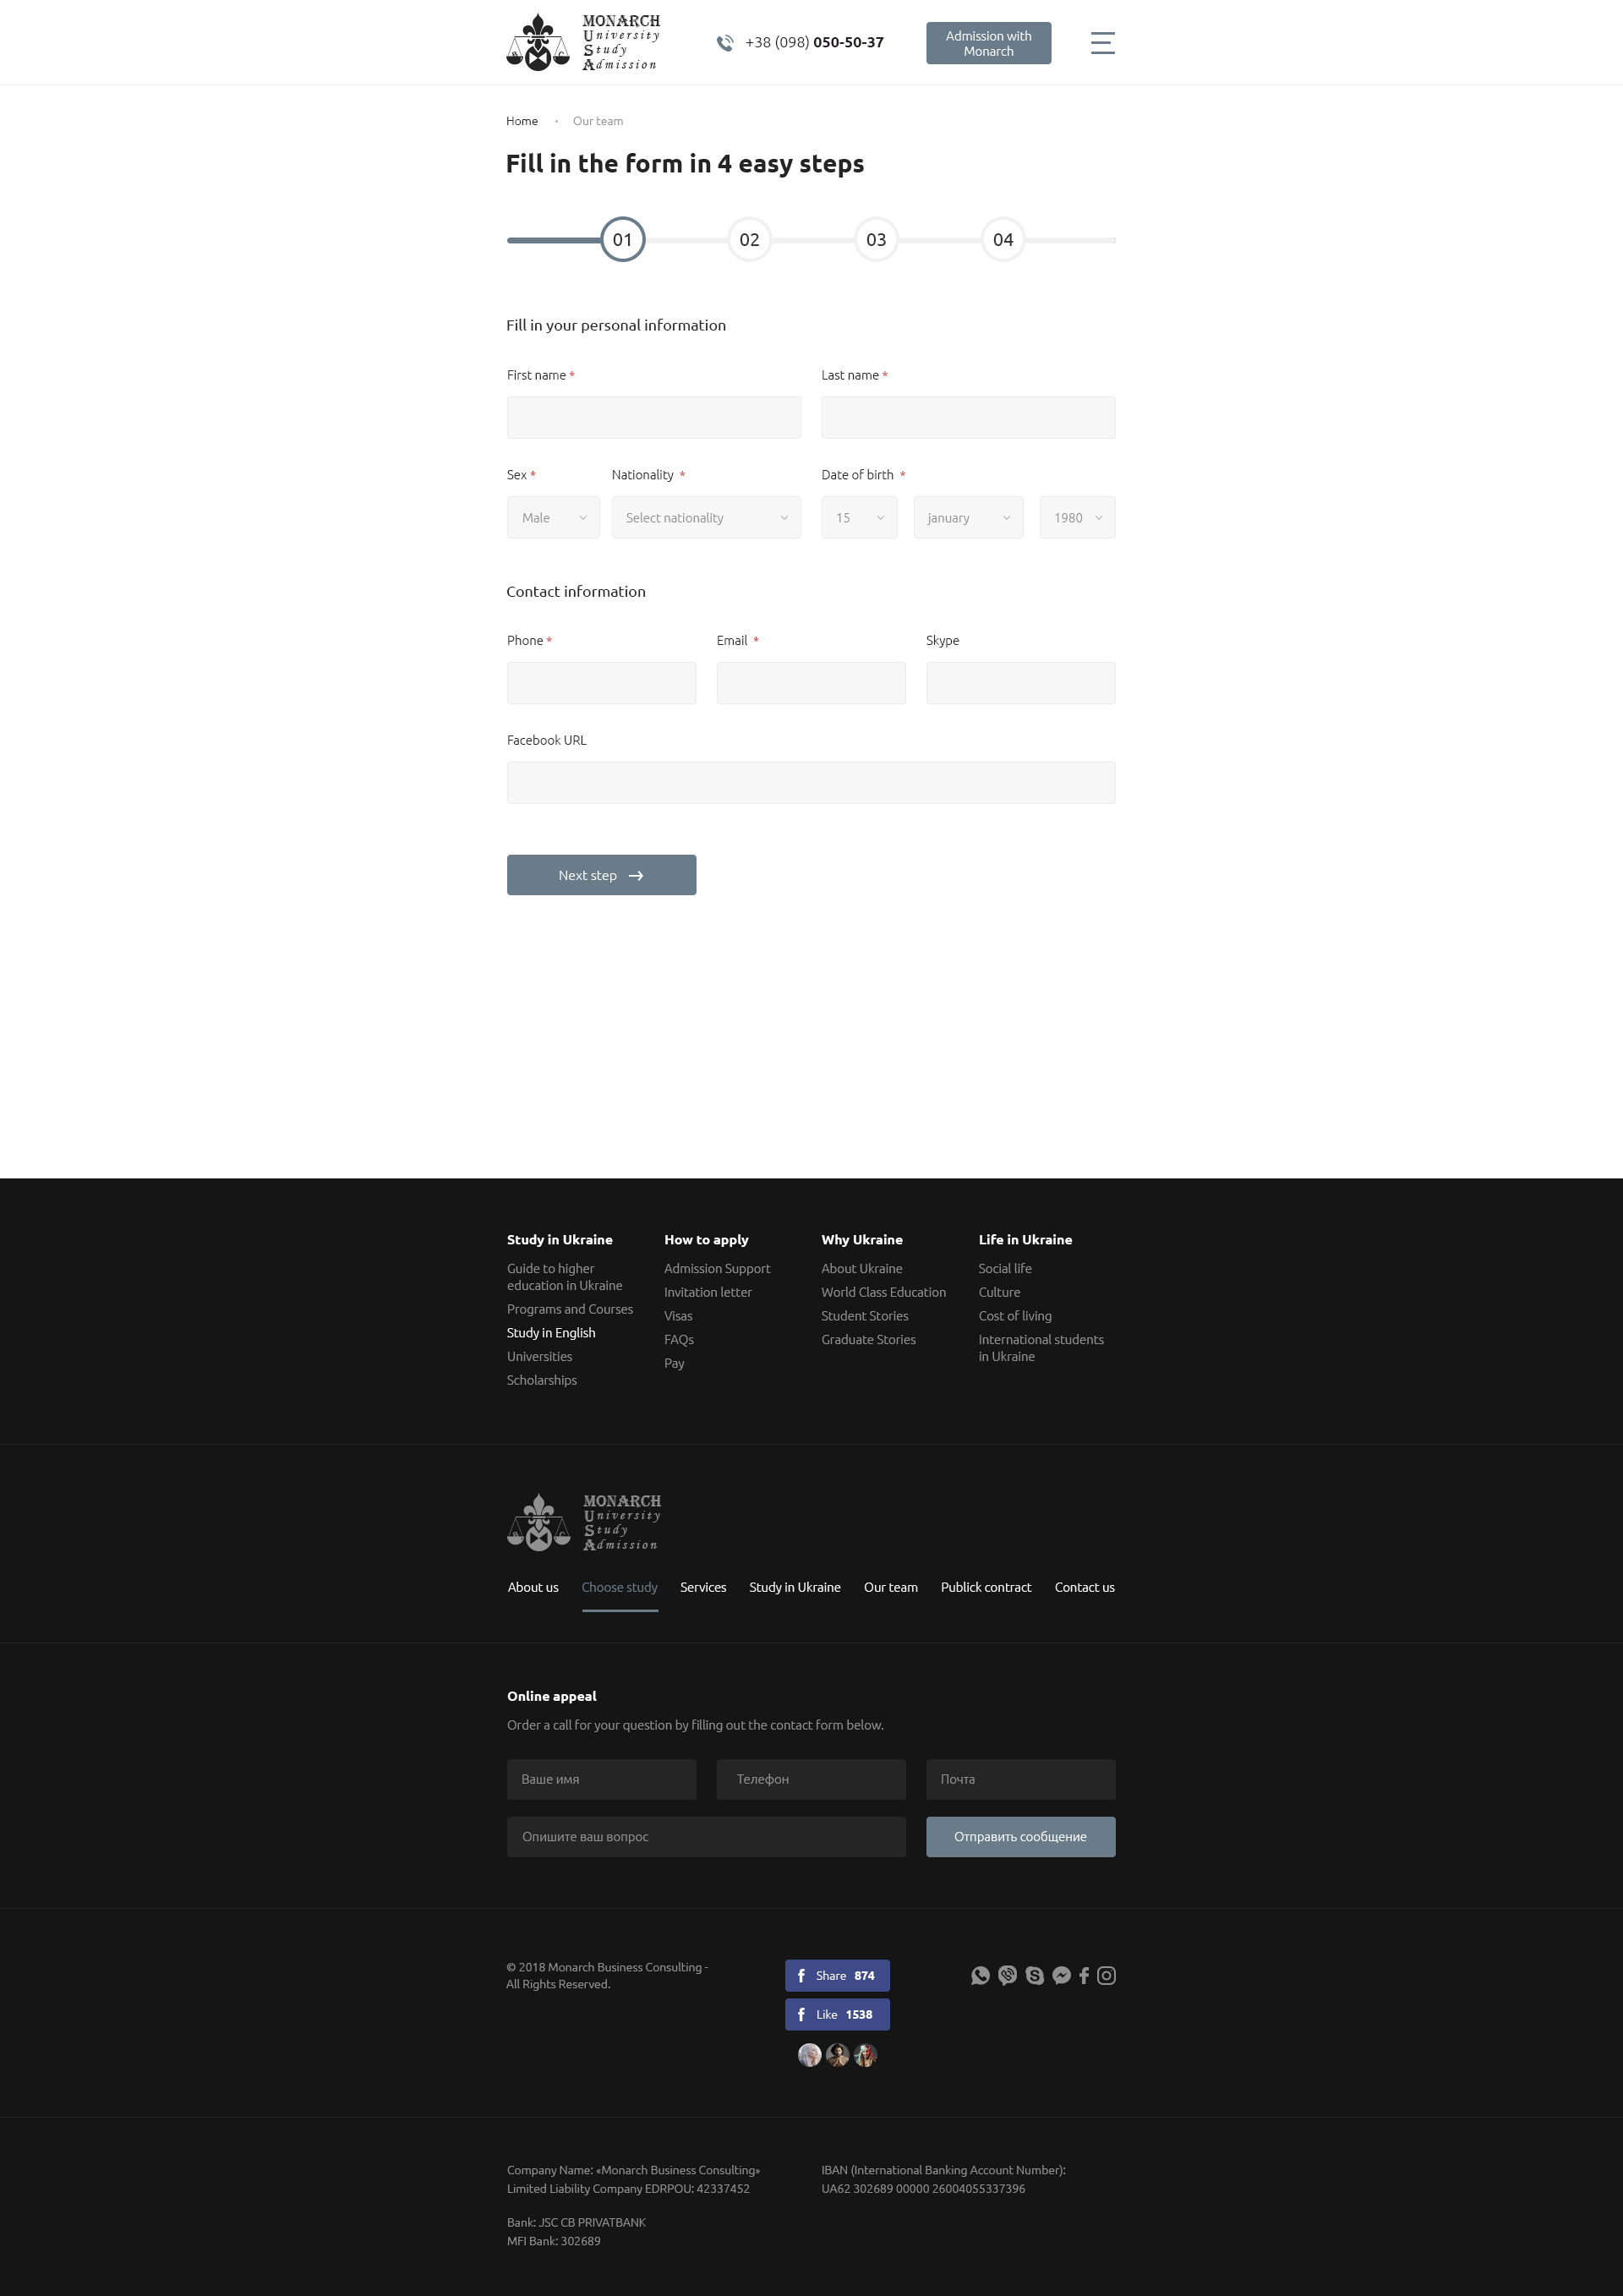 MONARCH
University
Study
Admission
+38 (098) 050-50-37
Admission with
Monarch
Home • Our team
Fill in the form in 4 easy steps
01 02 03 04
Fill in your personal information
First name * Last name *
Sex * Nationality * Date of birth *
Male Select nationality 15 january 1980
Contact information
Phone * Email * Skype
Facebook URL
Next step →
Study in Ukraine
Guide to higher
education in Ukraine
Programs and Courses
Study in English
Universities
Scholarships
How to apply
Admission Support
Invitation letter
Visas
FAQs
Pay
Why Ukraine
About Ukraine
World Class Education
Student Stories
Graduate Stories
Life in Ukraine
Social life
Culture
Cost of living
International students
in Ukraine
MONARCH
University
Study
Admission
About us Choose study Services Study in Ukraine Our team Publick contract Contact us
Online appeal
Order a call for your question by filling out the contact form below.
Ваше имя Телефон Почта
Опишите ваш вопрос Отправить сообщение
© 2018 Monarch Business Consulting -
All Rights Reserved.
Share 874
Like 1538
Company Name: «Monarch Business Consulting»
Limited Liability Company EDRPOU: 42337452
Bank: JSC CB PRIVATBANK
MFI Bank: 302689
IBAN (International Banking Account Number):
UA62 302689 00000 26004055337396